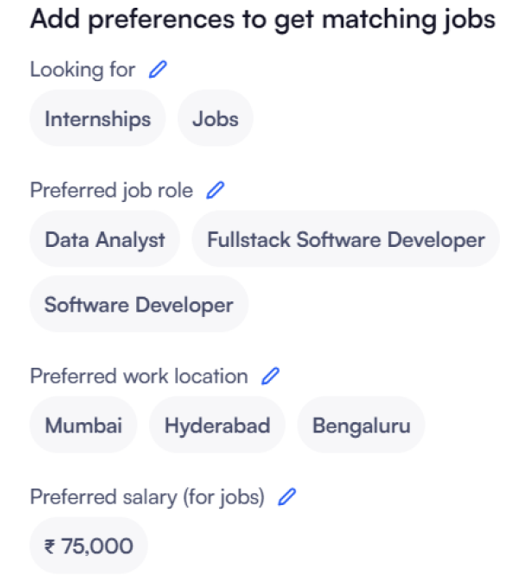 Add preferences to get matching jobs
Looking for
Internships Jobs
Preferred job role
Data Analyst Fullstack Software Developer
Software Developer
Preferred work location
Mumbai Hyderabad Bengaluru
Preferred salary (for jobs)
₹ 75,000